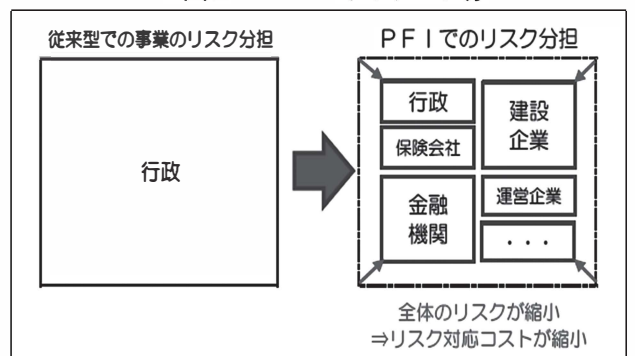 従来型での事業のリスク分担
行政
PFIでのリスク分担
行政
保険会社
金融
機関
建設
企業
運営企業
・・・
全体のリスクが縮小
⇒リスク対応コストが縮小